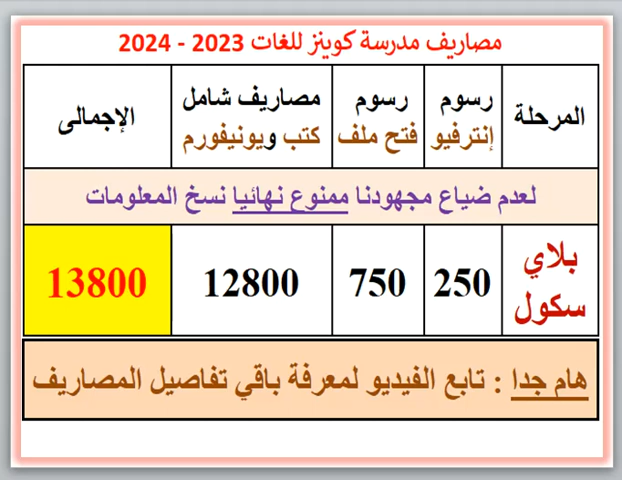 مصاريف مدرسة كوينز للغات 2023 - 2024
المرحلة
رسوم إنترفيو
رسوم فتح ملف
مصاريف شامل كتب ويونيفورم
الإجمالى
لعدم ضياع مجهودنا ممنوع نهائيا نسخ المعلومات
بلاي سكول
250
750
12800
13800
هام جدا : تابع الفيديو لمعرفة باقي تفاصيل المصاريف